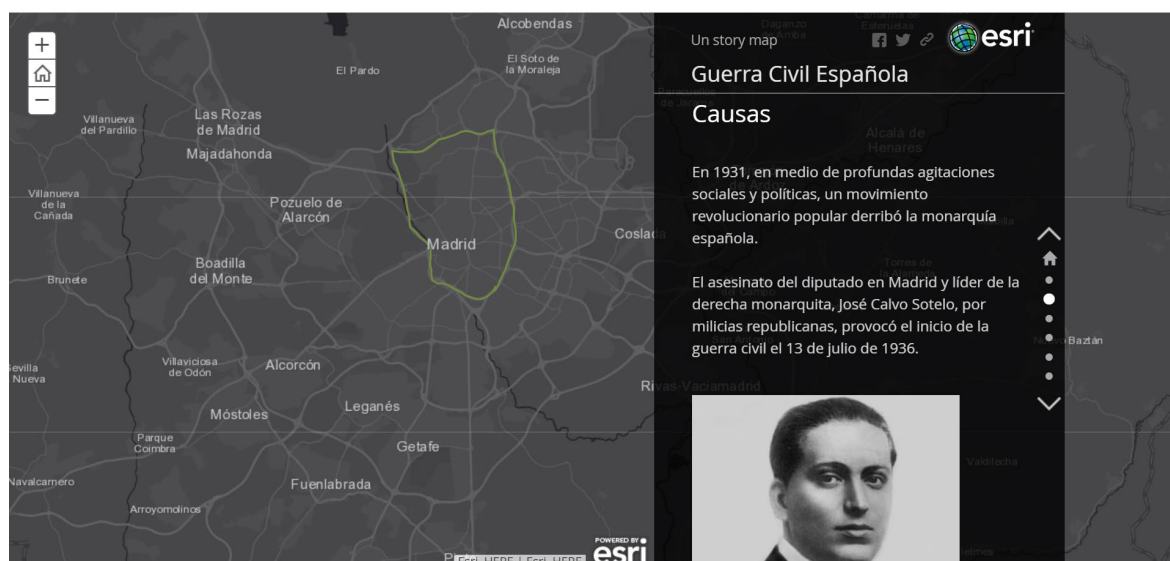 Alcobendas
El Soto de
la Moraleja
El Pardo
Las Rozas
de Madrid
Villanueva
del Pardillo
Majadahonda
Villanueva
de la
Cañada
Pozuelo de
Alarcón
Madrid
Coslada
Boadilla
del Monte
Brunete
Villaviciosa
de Odón
Alcorcón
Sevilla
Nueva
Móstoles
Leganés
Rivas-Vaciamadrid
Parque
Coimbra
Getafe
Navalcarnero
Fuenlabrada
Arroyomolinos
POWERED BY
esri
Esri, HERE | Esri, HERE
Un story map
esri
Guerra Civil Española
Causas
En 1931, en medio de profundas agitaciones
sociales y políticas, un movimiento
revolucionario popular derribó la monarquía
española.
El asesinato del diputado en Madrid y líder de la
derecha monarquita, José Calvo Sotelo, por
milicias republicanas, provocó el inicio de la
guerra civil el 13 de julio de 1936.
Alcalá de
Henares
Nuevo Baztán
Valdilecha